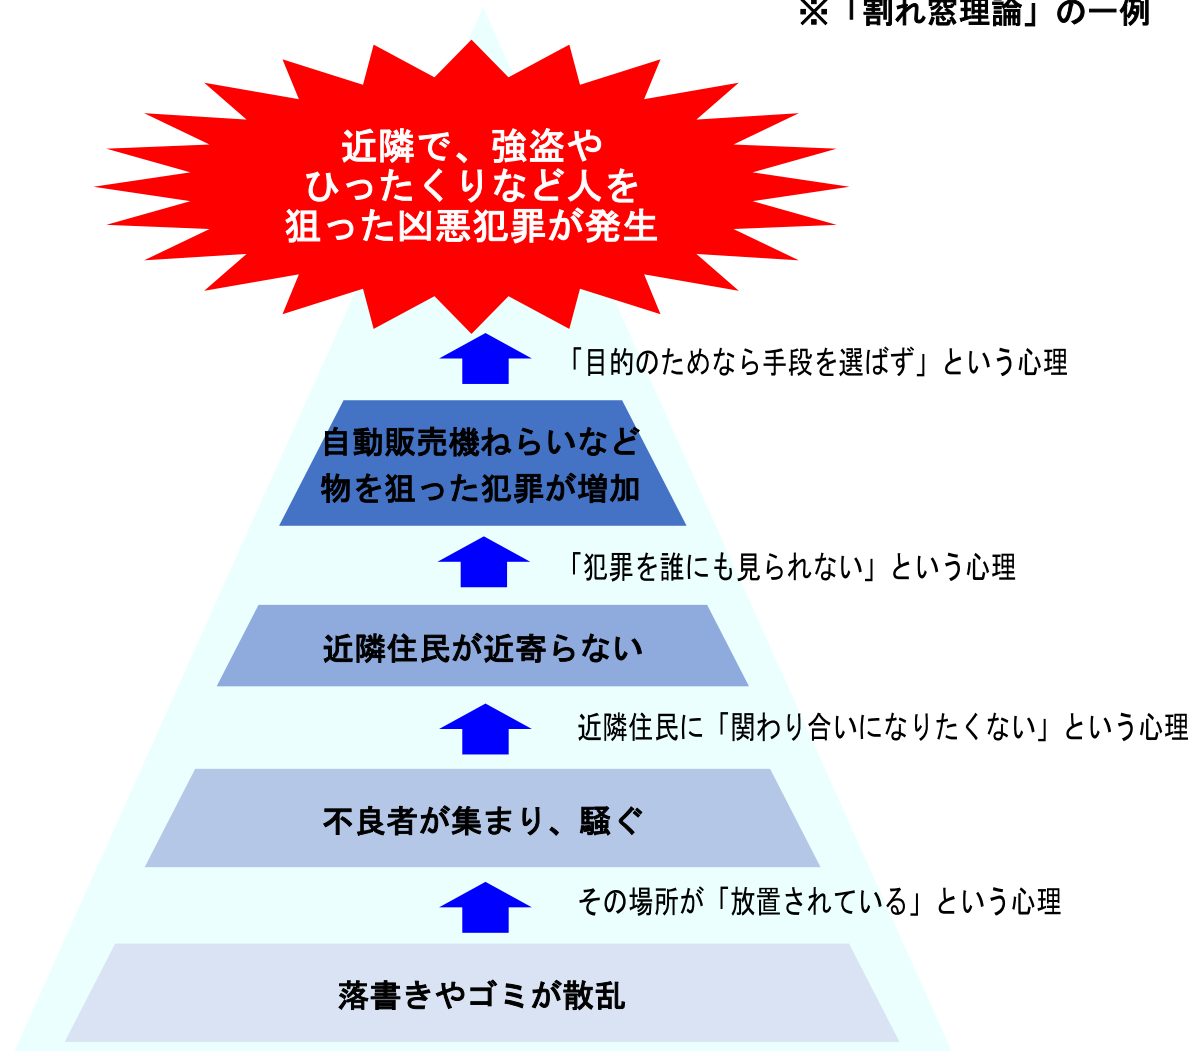 ※「割れ窓理論」の一例
近隣で、強盗や
ひったくりなど人を
狙った凶悪犯罪が発生
「目的のためなら手段を選ばず」という心理
自動販売機ねらいなど
物を狙った犯罪が増加
「犯罪を誰にも見られない」という心理
近隣住民が近寄らない
近隣住民に「関わり合いになりたくない」という心理
不良者が集まり、騒ぐ
その場所が「放置されている」という心理
落書きやゴミが散乱